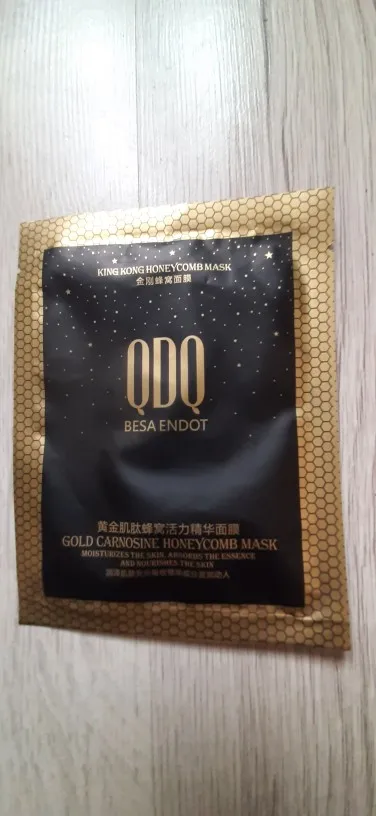 KING KONG HONEYCOMB MASK
金刚蜂窝面膜
QDQ
BESA ENDOT
黄金肌肽蜂窝活力精华面膜
GOLD CARNOSINE HONEYCOMB MASK
MOISTURIZES THE SKIN, ABSORBS THE ESSENCE
AND NOURISHES THE SKIN